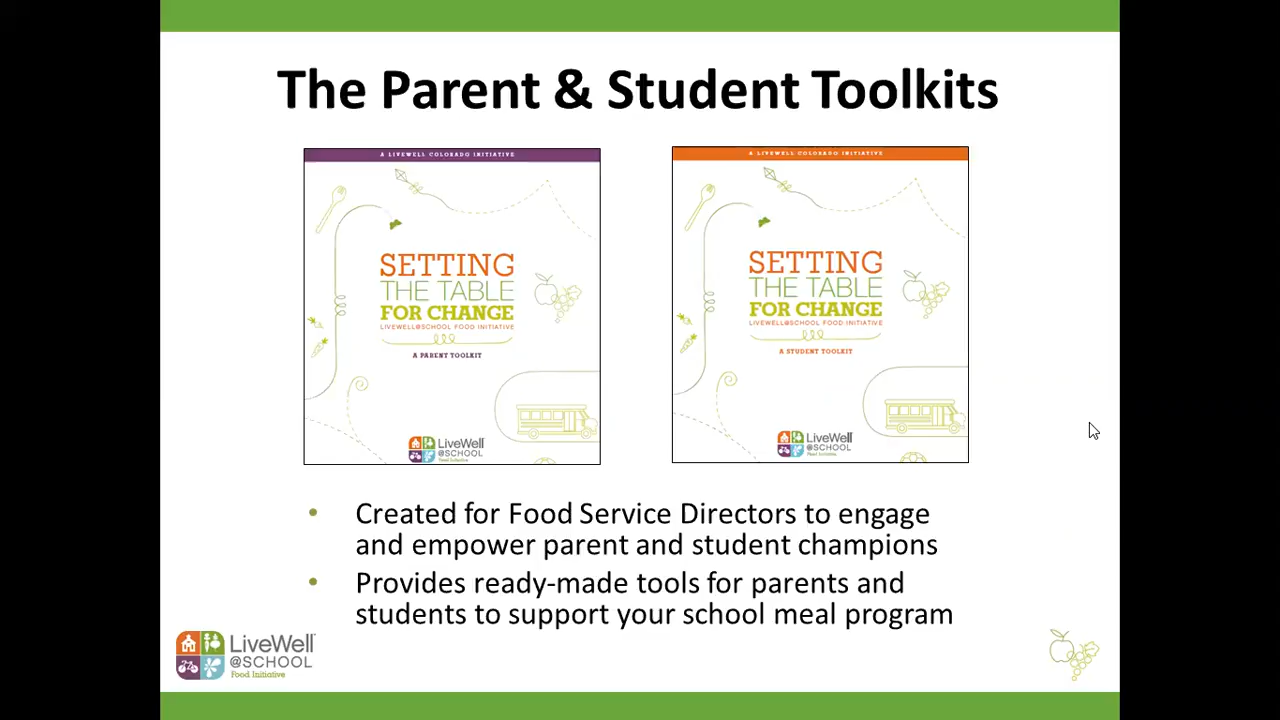 The Parent & Student Toolkits
A LIVEWELL COLORADO INITIATIVE
SETTING
THE TABLE
FOR CHANGE
LIVEWELL@SCHOOL FOOD INITIATIVE
A PARENT TOOLKIT
LiveWell
@SCHOOL
Food Initiative
A LIVEWELL COLORADO INITIATIVE
SETTING
THE TABLE
FOR CHANGE
LIVEWELL@SCHOOL FOOD INITIATIVE
A STUDENT TOOLKIT
LiveWell
@SCHOOL
Food Initiative
• Created for Food Service Directors to engage
and empower parent and student champions
• Provides ready-made tools for parents and
students to support your school meal program
LiveWell
@SCHOOL
Food Initiative